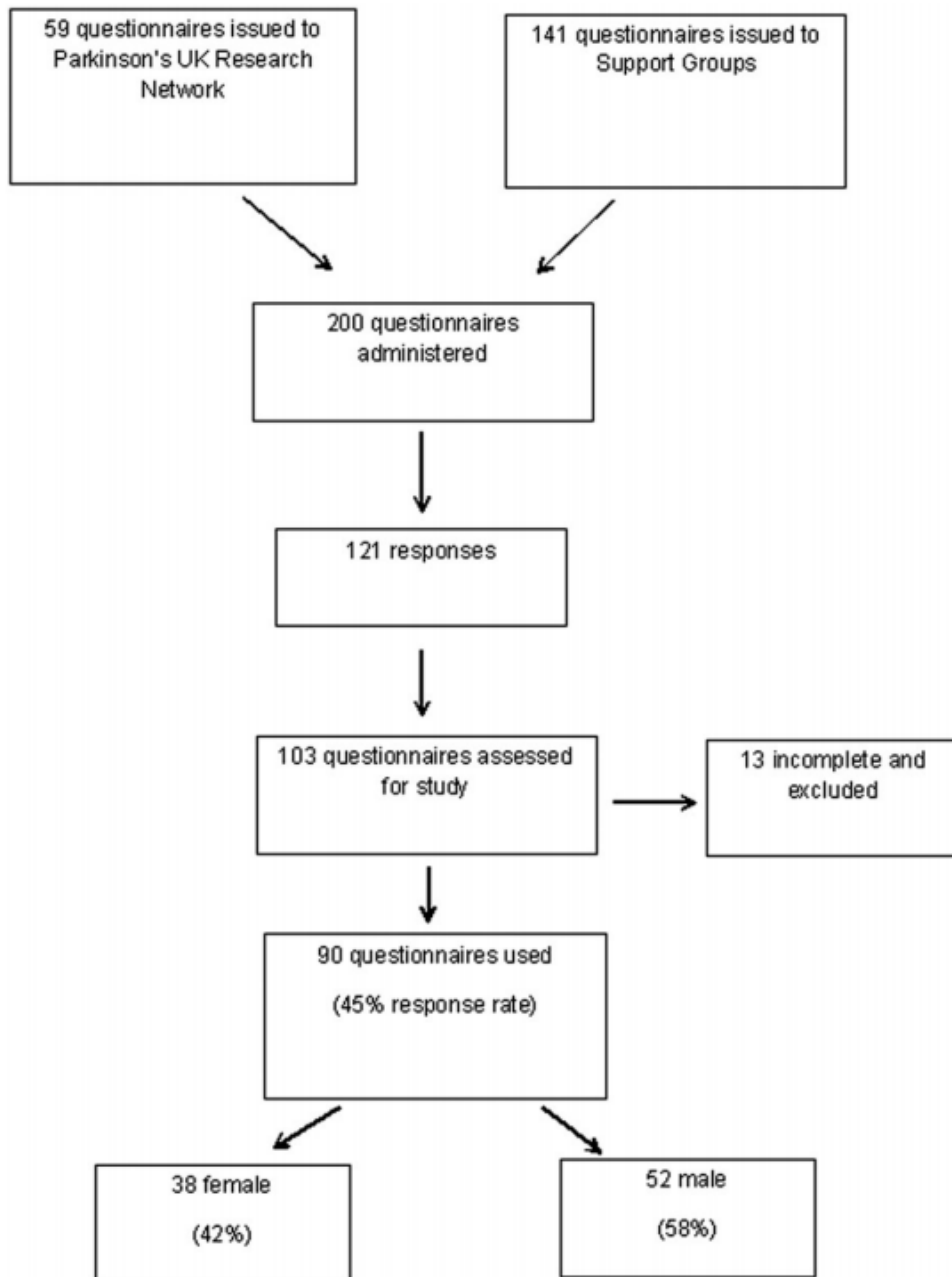 59 questionnaires issued to
Parkinson's UK Research
Network
141 questionnaires issued to
Support Groups
200 questionnaires
administered
121 responses
103 questionnaires assessed
for study
13 incomplete and
excluded
90 questionnaires used
(45% response rate)
38 female
(42%)
52 male
(58%)